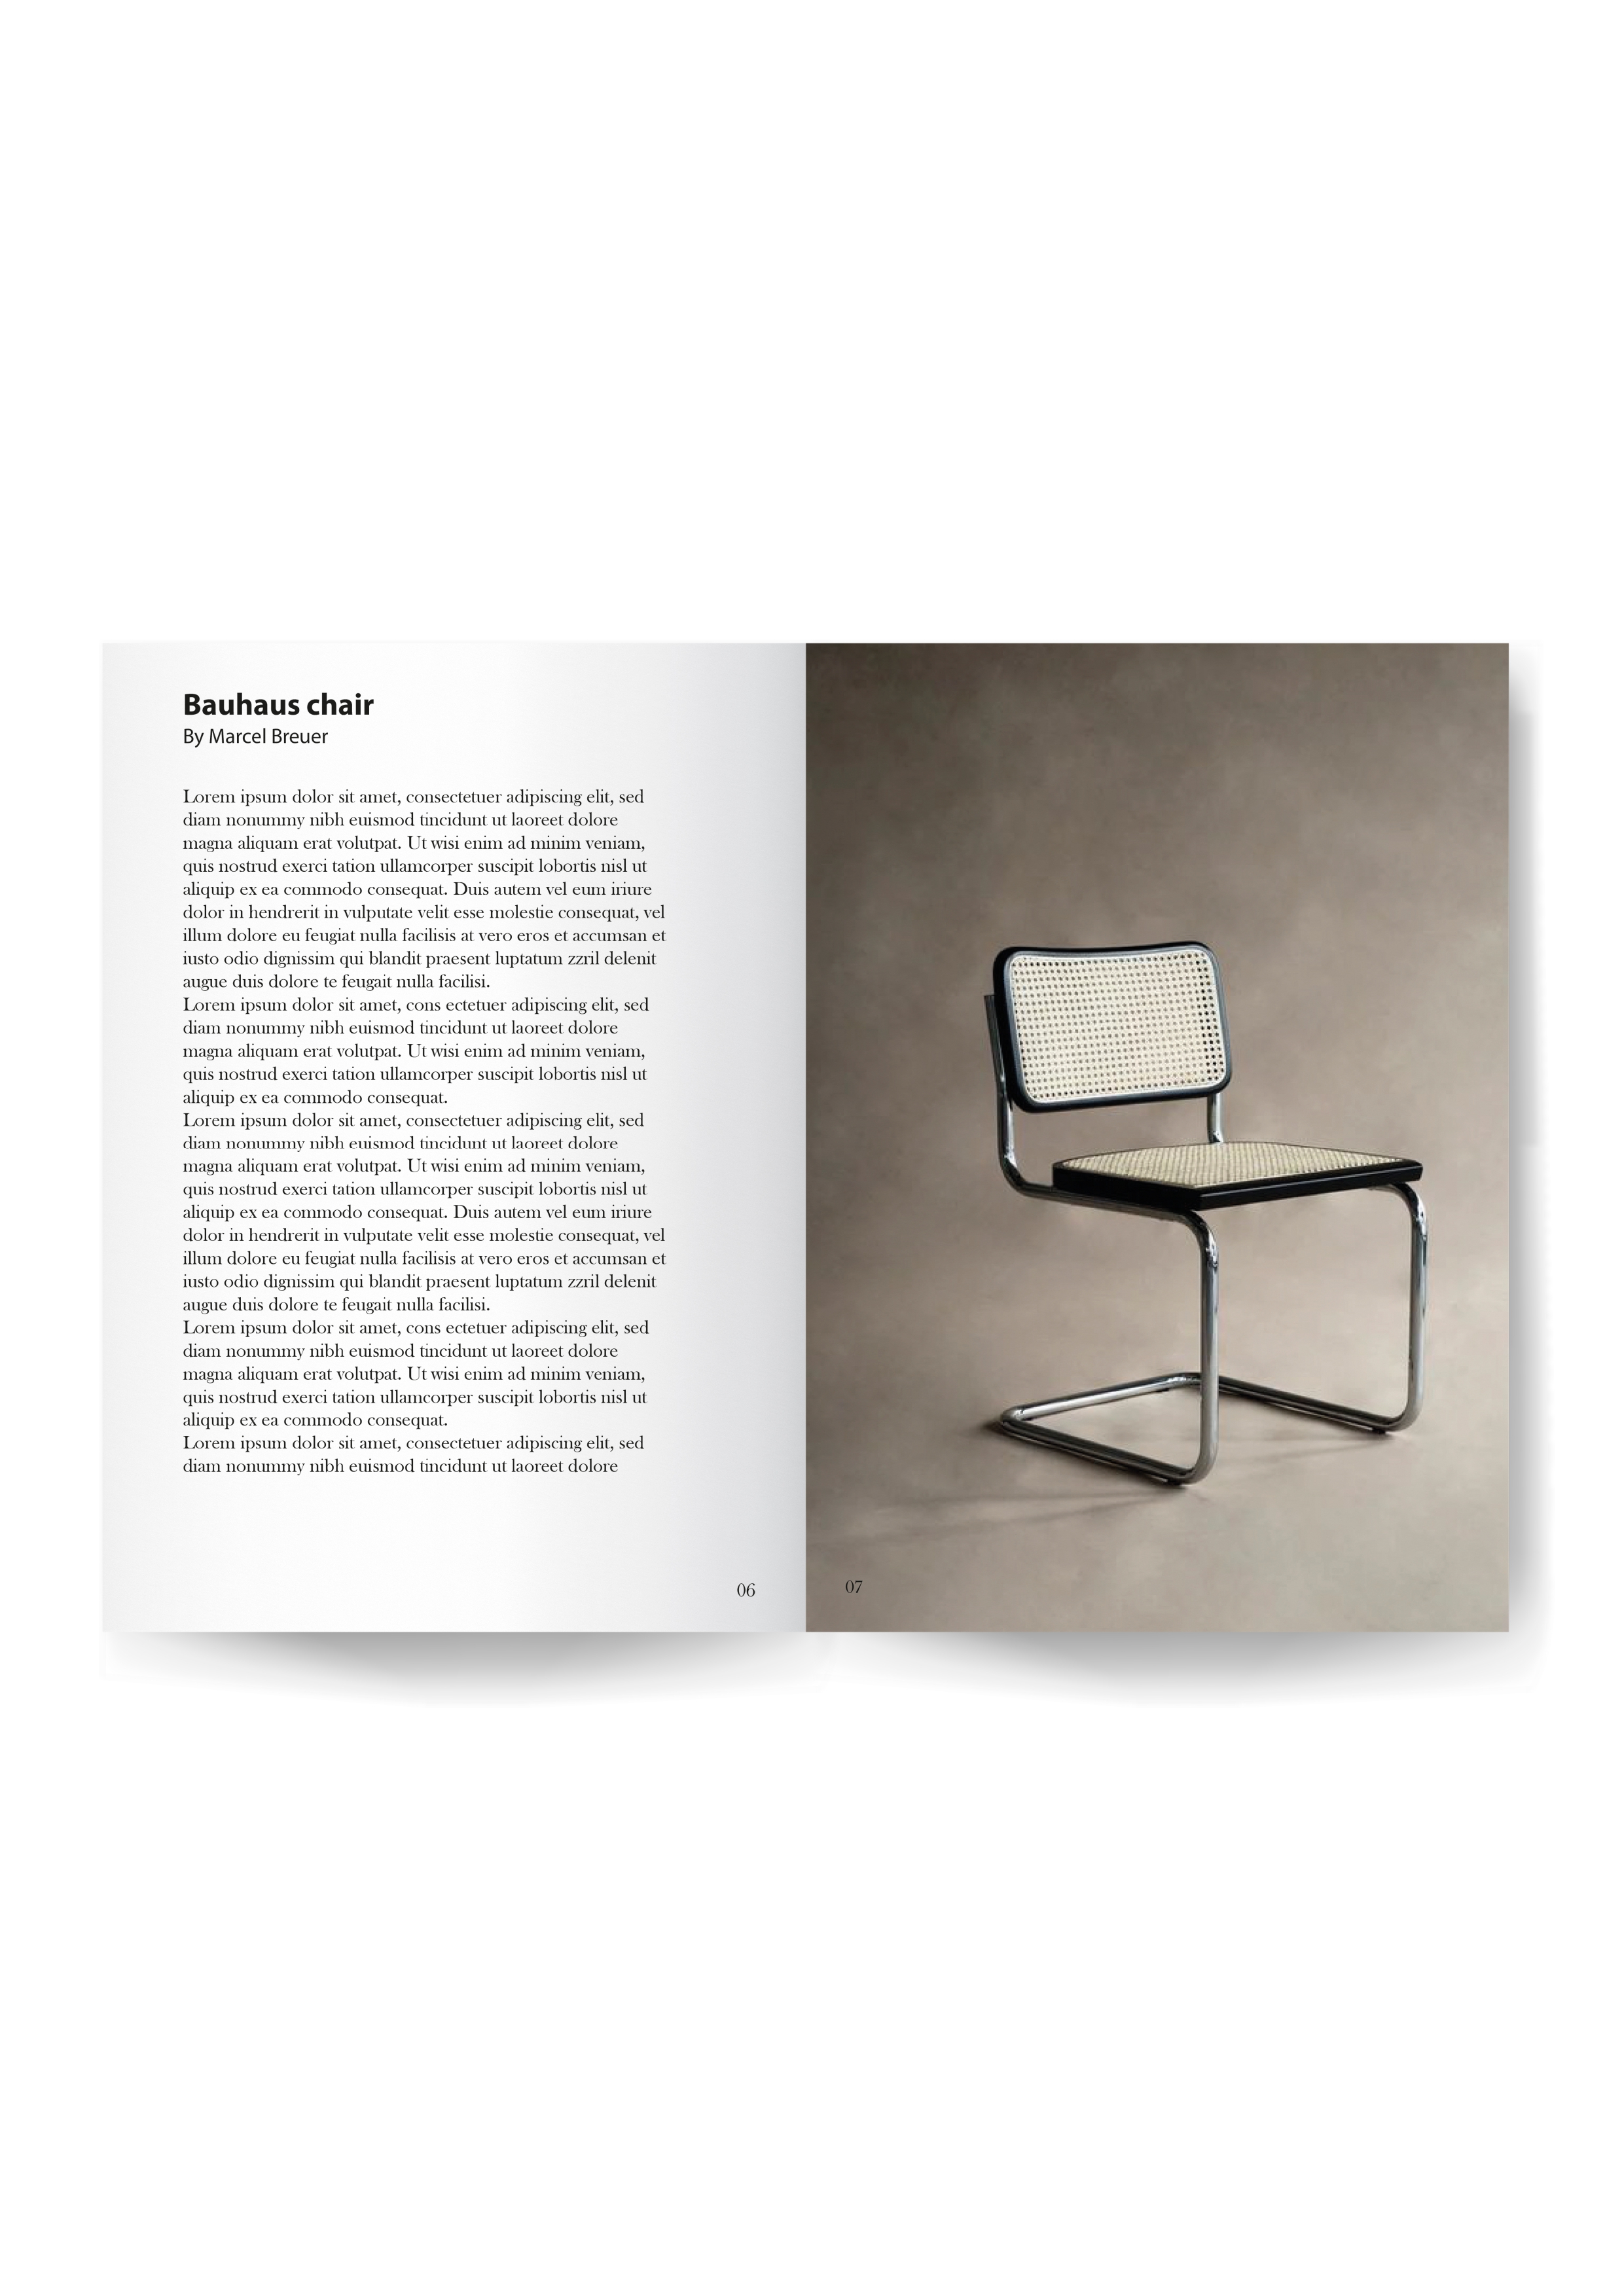 Bauhaus chair
By Marcel Breuer
Lorem ipsum dolor sit amet, consectetuer adipiscing elit, sed
diam nonummy nibh euismod tincidunt ut laoreet dolore
magna aliquam erat volutpat. Ut wisi enim ad minim veniam,
quis nostrud exerci tation ullamcorper suscipit lobortis nisl ut
aliquip ex ea commodo consequat. Duis autem vel eum iriure
dolor in hendrerit in vulputate velit esse molestie consequat, vel
illum dolore eu feugiat nulla facilisis at vero eros et accumsan et
iusto odio dignissim qui blandit praesent luptatum zzril delenit
augue duis dolore te feugait nulla facilisi.
Lorem ipsum dolor sit amet, cons ectetuer adipiscing elit, sed
diam nonummy nibh euismod tincidunt ut laoreet dolore
magna aliquam erat volutpat. Ut wisi enim ad minim veniam,
quis nostrud exerci tation ullamcorper suscipit lobortis nisl ut
aliquip ex ea commodo consequat.
Lorem ipsum dolor sit amet, consectetuer adipiscing elit, sed
diam nonummy nibh euismod tincidunt ut laoreet dolore
magna aliquam erat volutpat. Ut wisi enim ad minim veniam,
quis nostrud exerci tation ullamcorper suscipit lobortis nisl ut
aliquip ex ea commodo consequat. Duis autem vel eum iriure
dolor in hendrerit in vulputate velit esse molestie consequat, vel
illum dolore eu feugiat nulla facilisis at vero eros et accumsan et
iusto odio dignissim qui blandit praesent luptatum zzril delenit
augue duis dolore te feugait nulla facilisi.
Lorem ipsum dolor sit amet, cons ectetuer adipiscing elit, sed
diam nonummy nibh euismod tincidunt ut laoreet dolore
magna aliquam erat volutpat. Ut wisi enim ad minim veniam,
quis nostrud exerci tation ullamcorper suscipit lobortis nisl ut
aliquip ex ea commodo consequat.
Lorem ipsum dolor sit amet, consectetuer adipiscing elit, sed
diam nonummy nibh euismod tincidunt ut laoreet dolore
06
07